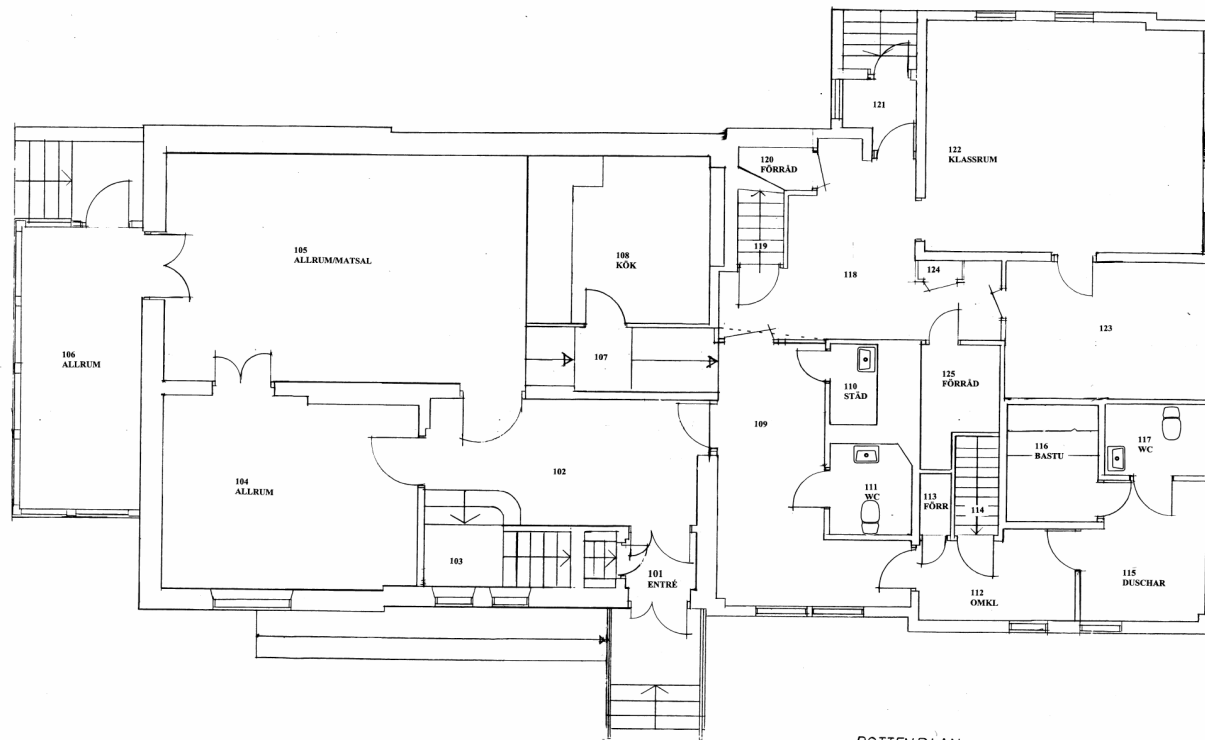 121
122
KLASSRUM
120
FÖRRÅD
105
ALLRUM/MATSAL
108
KÖK
119
118
124
123
106
ALLRUM
107
110
STÄD
125
FÖRRÅD
109
116
BASTU
117
WC
104
ALLRUM
102
111
WC
113
FÖRR
114
103
101
ENTRÉ
112
OMKL
115
DUSCHAR
BOTTENPLAN